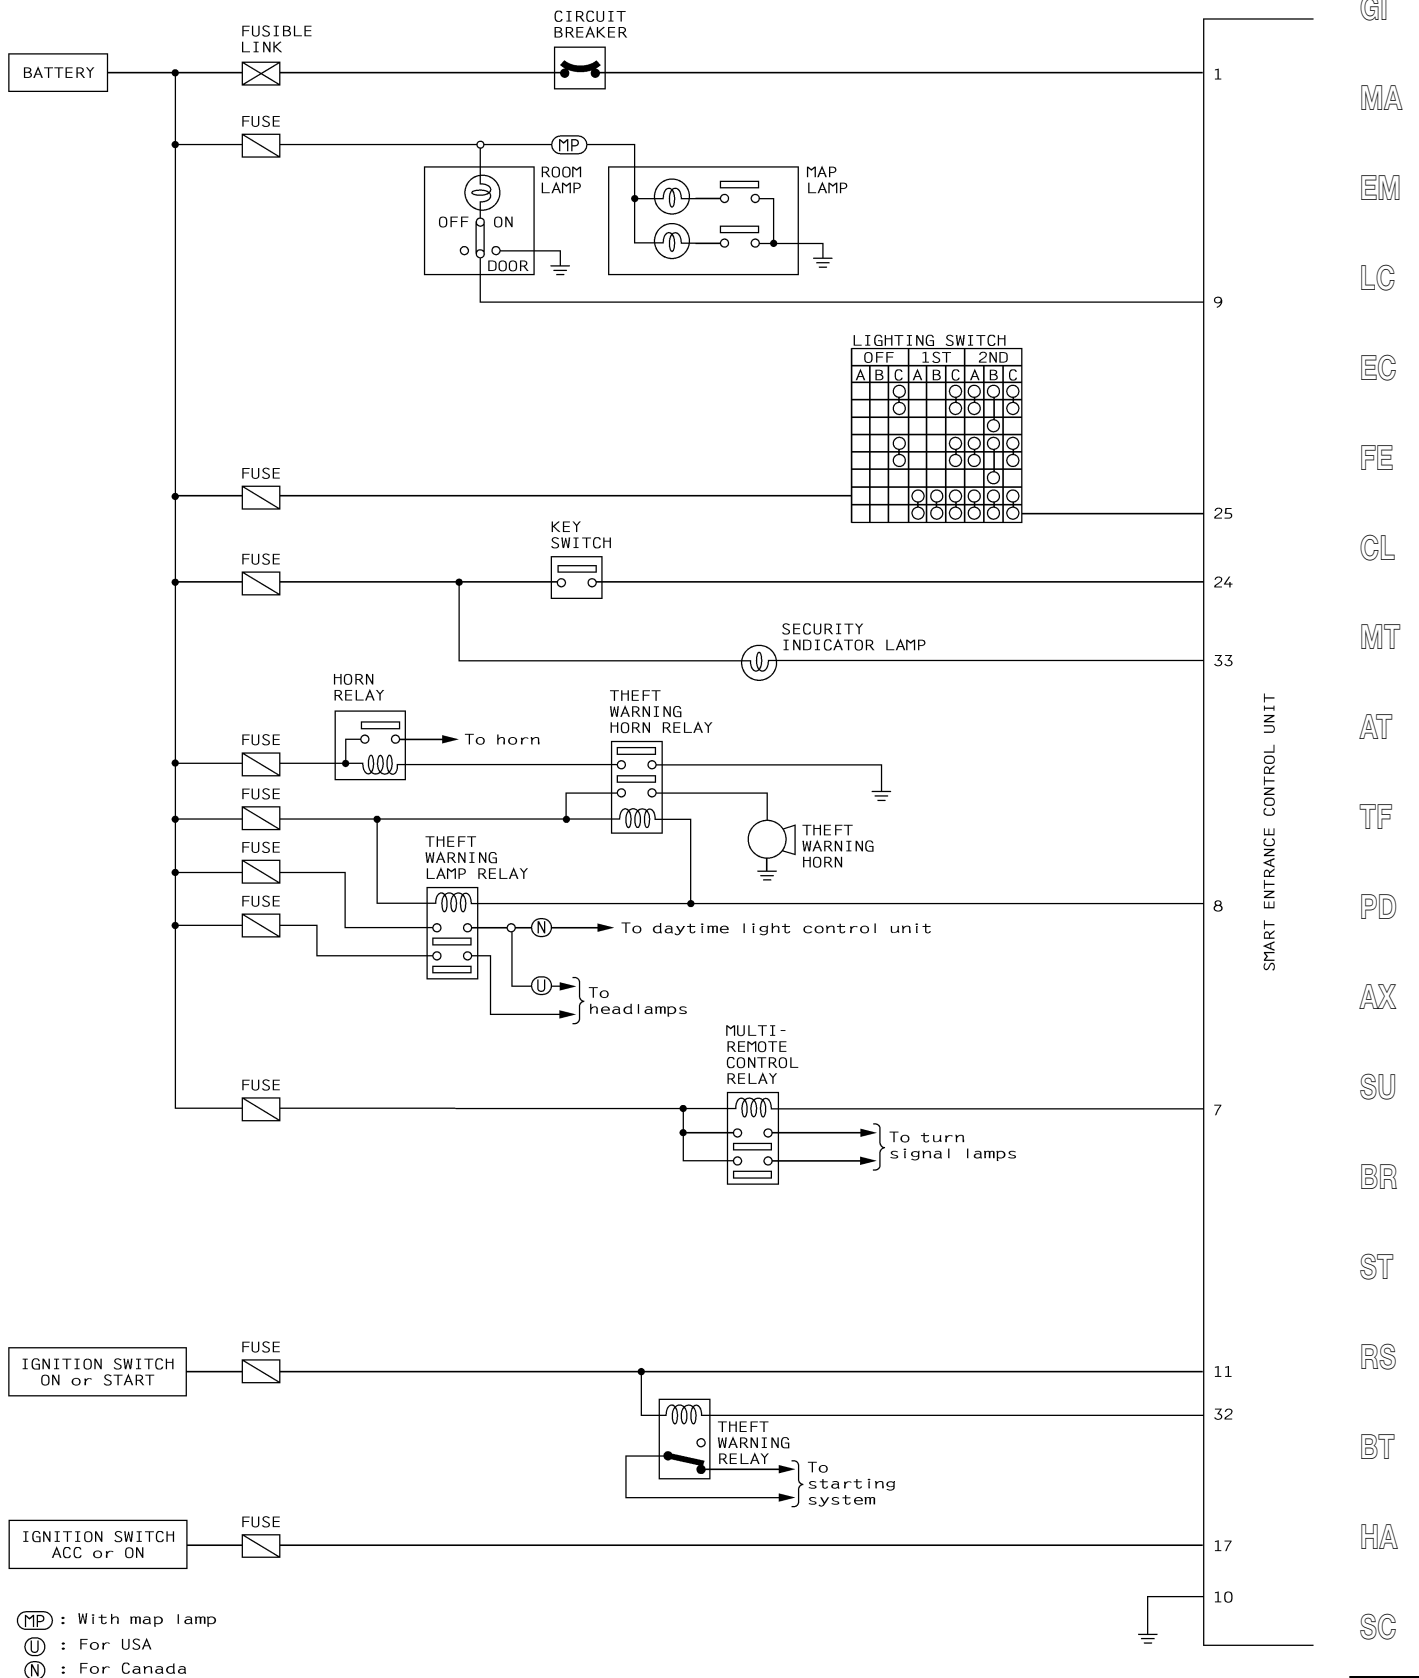 GI
FUSIBLE
LINK
CIRCUIT
BREAKER
BATTERY
1
MA
FUSE
MP
ROOM
LAMP
MAP
LAMP
EM
OFF
ON
DOOR
LC
9
LIGHTING SWITCH
OFF 1ST 2ND
A B C A B C A B C
EC
FE
FUSE
25
KEY
SWITCH
CL
FUSE
24
SECURITY
INDICATOR LAMP
MT
33
HORN
RELAY
THEFT
WARNING
HORN RELAY
AT
FUSE
To horn
SMART ENTRANCE CONTROL UNIT
FUSE
TF
THEFT
WARNING
HORN
THEFT
WARNING
LAMP RELAY
FUSE
FUSE
8
PD
N
To daytime light control unit
U
To
headlamps
AX
MULTI-
REMOTE
CONTROL
RELAY
SU
FUSE
7
To turn
signal lamps
BR
ST
FUSE
IGNITION SWITCH
ON or START
11
RS
32
THEFT
WARNING
RELAY
BT
To
starting
system
FUSE
IGNITION SWITCH
ACC or ON
17
HA
10
MP : With map lamp
SC
U : For USA
N : For Canada